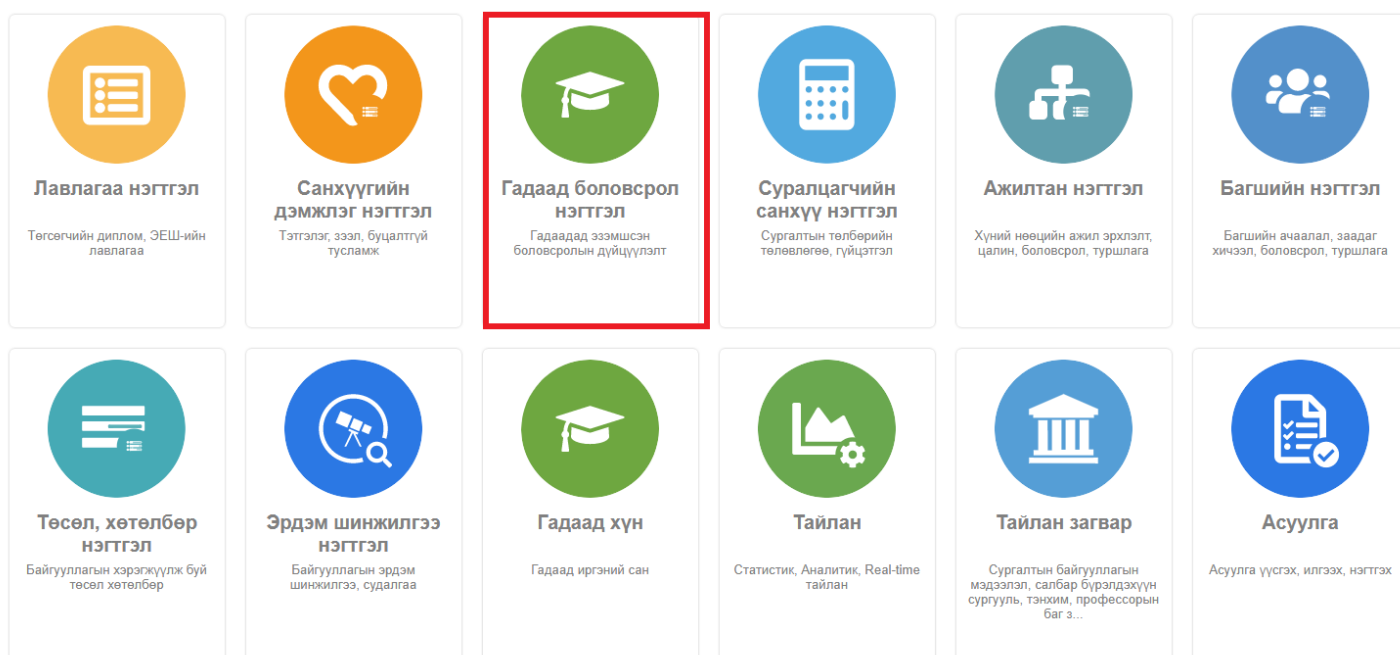 Лавлагаа нэгтгэл
Төгсөгчийн диплом, ЭЕШ-ийн
лавлагаа
Санхүүгийн
дэмжлэг нэгтгэл
Тэтгэлэг, зээл, буцалтгүй
тусламж
Гадаад боловсрол
нэгтгэл
Гадаадад эзэмшсэн
боловсролын дүйцүүлэлт
Суралцагчийн
санхүү нэгтгэл
Сургалтын төлбөрийн
төлөвлөгөө, гүйцэтгэл
Ажилтан нэгтгэл
Хүний нөөцийн ажил эрхлэлт,
цалин, боловсрол, туршлага
Багшийн нэгтгэл
Багшийн ачаалал, заадаг
хичээл, боловсрол, туршлага
Төсөл, хөтөлбөр
нэгтгэл
Байгууллагын хэрэгжүүлж буй
төсөл хөтөлбөр
Эрдэм шинжилгээ
нэгтгэл
Байгууллагын эрдэм
шинжилгээ, судалгаа
Гадаад хүн
Гадаад иргэний сан
Тайлан
Статистик, Аналитик, Real-time
тайлан
Тайлан загвар
Сургалтын байгууллагын
мэдээлэл, салбар бүрэлдэхүүн
сургууль, тэнхим, профессорын
баг з...
Асуулга
Асуулга үүсгэх, илгээх, нэгтгэх